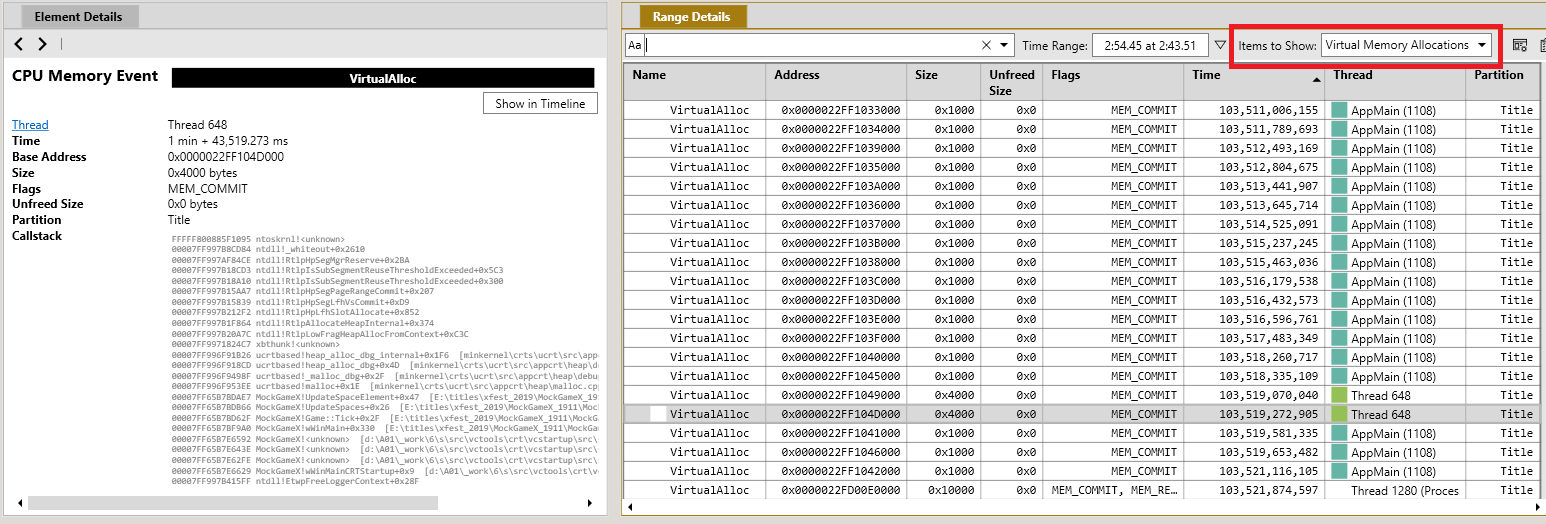 Element Details
CPU Memory Event VirtualAlloc
Show in Timeline
Thread Thread 648
Time 1 min + 43,519.273 ms
Base Address 0x0000022FF104D000
Size 0x4000 bytes
Flags MEM_COMMIT
Unfreed Size 0x0 bytes
Partition Title
Callstack
FFFFF800885F1095 ntoskrnl!<unknown>
00007FF997B8CD84 ntdll!_whiteout+0x2610
00007FF997AF84CE ntdll!RtlpHpSegMgrReserve+0x2BA
00007FF997B18CD3 ntdll!RtlpIsSubSegmentReuseThresholdExceeded+0x5C3
00007FF997B18A10 ntdll!RtlpIsSubSegmentReuseThresholdExceeded+0x300
00007FF997B15AA7 ntdll!RtlpHpSegPageRangeCommit+0x207
00007FF997B15839 ntdll!RtlpHpSegLfhVsCommit+0xD9
00007FF997B212F2 ntdll!RtlpHpLfhSlotAllocate+0x852
00007FF997B1F864 ntdll!RtlpAllocateHeapInternal+0x374
00007FF997B20A7C ntdll!RtlpLowFragHeapAllocFromContext+0xC3C
00007FF9971824C7 xbthunk!<unknown>
00007FF996F91B26 ucrtbased!heap_alloc_dbg_internal+0x1F6 [minkernel\crts\ucrt\src\appc
00007FF996F918CD ucrtbased!heap_alloc_dbg+0x4D [minkernel\crts\ucrt\src\appcrt\heap\de
00007FF996F9498F ucrtbased!_malloc_dbg+0x2F [minkernel\crts\ucrt\src\appcrt\heap\debug
00007FF996F953EE ucrtbased!malloc+0x1E [minkernel\crts\ucrt\src\appcrt\heap\malloc.cp
00007FF65B7BDAE7 MockGameX!UpdateSpaceElement+0x47 [E:\titles\xfest_2019\MockGameX_191
00007FF65B7BDB66 MockGameX!UpdateSpaces+0x26 [E:\titles\xfest_2019\MockGameX_1911\Mock
00007FF65B7BD62F MockGameX!Game::Tick+0x2F [E:\titles\xfest_2019\MockGameX_1911\MockGa
00007FF65B7BF9A0 MockGameX!wWinMain+0x330 [E:\titles\xfest_2019\MockGameX_1911\MockGam
00007FF65B7E6592 MockGameX!<unknown> [d:\A01\_work\6\s\src\vctools\crt\vcstartup\src\s
00007FF65B7E643E MockGameX!<unknown> [d:\A01\_work\6\s\src\vctools\crt\vcstartup\src\s
00007FF65B7E62FE MockGameX!<unknown> [d:\A01\_work\6\s\src\vctools\crt\vcstartup\src\s
00007FF65B7E6629 MockGameX!wWinMainCRTStartup+0x9 [d:\A01\_work\6\s\src\vctools\crt\vc
00007FF997B415FF ntdll!EtwpFreeLoggerContext+0x28F
Range Details
Aa Time Range: 2:54.45 at 2:43.51 Items to Show: Virtual Memory Allocations
Name Address Size Unfreed Size Flags Time Thread Partition
VirtualAlloc 0x0000022FF1033000 0x1000 0x0 MEM_COMMIT 103,511,006,155 AppMain (1108) Title
VirtualAlloc 0x0000022FF1034000 0x1000 0x0 MEM_COMMIT 103,511,789,693 AppMain (1108) Title
VirtualAlloc 0x0000022FF1039000 0x1000 0x0 MEM_COMMIT 103,512,493,169 AppMain (1108) Title
VirtualAlloc 0x0000022FF1035000 0x1000 0x0 MEM_COMMIT 103,512,804,675 AppMain (1108) Title
VirtualAlloc 0x0000022FF103A000 0x1000 0x0 MEM_COMMIT 103,513,441,907 AppMain (1108) Title
VirtualAlloc 0x0000022FF1036000 0x1000 0x0 MEM_COMMIT 103,513,645,714 AppMain (1108) Title
VirtualAlloc 0x0000022FF1037000 0x1000 0x0 MEM_COMMIT 103,514,525,091 AppMain (1108) Title
VirtualAlloc 0x0000022FF103B000 0x1000 0x0 MEM_COMMIT 103,515,237,245 AppMain (1108) Title
VirtualAlloc 0x0000022FF1038000 0x1000 0x0 MEM_COMMIT 103,515,463,036 AppMain (1108) Title
VirtualAlloc 0x0000022FF103C000 0x1000 0x0 MEM_COMMIT 103,516,179,538 AppMain (1108) Title
VirtualAlloc 0x0000022FF103D000 0x1000 0x0 MEM_COMMIT 103,516,432,573 AppMain (1108) Title
VirtualAlloc 0x0000022FF103E000 0x1000 0x0 MEM_COMMIT 103,516,596,761 AppMain (1108) Title
VirtualAlloc 0x0000022FF103F000 0x1000 0x0 MEM_COMMIT 103,517,483,349 AppMain (1108) Title
VirtualAlloc 0x0000022FF1040000 0x1000 0x0 MEM_COMMIT 103,518,260,717 AppMain (1108) Title
VirtualAlloc 0x0000022FF1045000 0x1000 0x0 MEM_COMMIT 103,518,335,109 AppMain (1108) Title
VirtualAlloc 0x0000022FF1049000 0x4000 0x0 MEM_COMMIT 103,519,070,040 Thread 648 Title
VirtualAlloc 0x0000022FF104D000 0x4000 0x0 MEM_COMMIT 103,519,272,905 Thread 648 Title
VirtualAlloc 0x0000022FF1041000 0x1000 0x0 MEM_COMMIT 103,519,581,335 AppMain (1108) Title
VirtualAlloc 0x0000022FF1046000 0x1000 0x0 MEM_COMMIT 103,519,653,482 AppMain (1108) Title
VirtualAlloc 0x0000022FF1042000 0x1000 0x0 MEM_COMMIT 103,521,116,105 AppMain (1108) Title
VirtualAlloc 0x0000022FD00E0000 0x10000 0x0 MEM_COMMIT, MEM_RE... 103,521,874,597 Thread 1280 (Proces Title